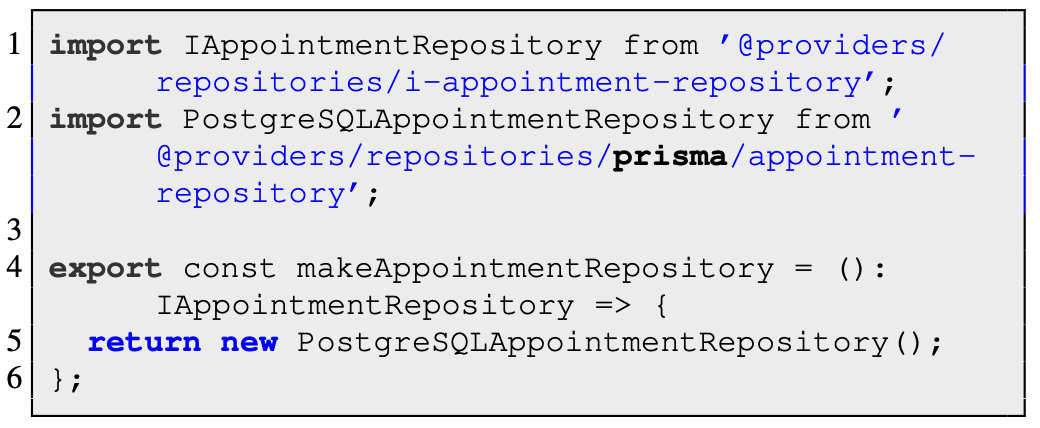 1 import IAppointmentRepository from '@providers/
repositories/i-appointment-repository';
2 import PostgreSQLAppointmentRepository from '
@providers/repositories/prisma/appointment-
repository';
3
4 export const makeAppointmentRepository = ():
IAppointmentRepository => {
5 return new PostgreSQLAppointmentRepository();
6 };